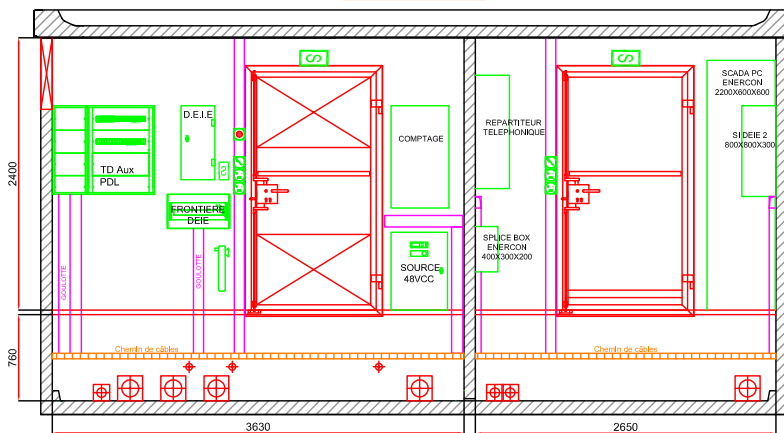 S
S
SCADA PC
ENERCON
2200X600X600
D.E.I.E
REPARTITEUR
TELEPHONIQUE
COMPTAGE
SI DEIE 2
800X800X300
TD Aux
PDL
FRONTIERE
DEIE
SPLICE BOX
ENERCON
400X300X200
SOURCE
48VCC
GOULOTTE
GOULOTTE
2400
760
Chemin de câbles
Chemin de câbles
3630
2650